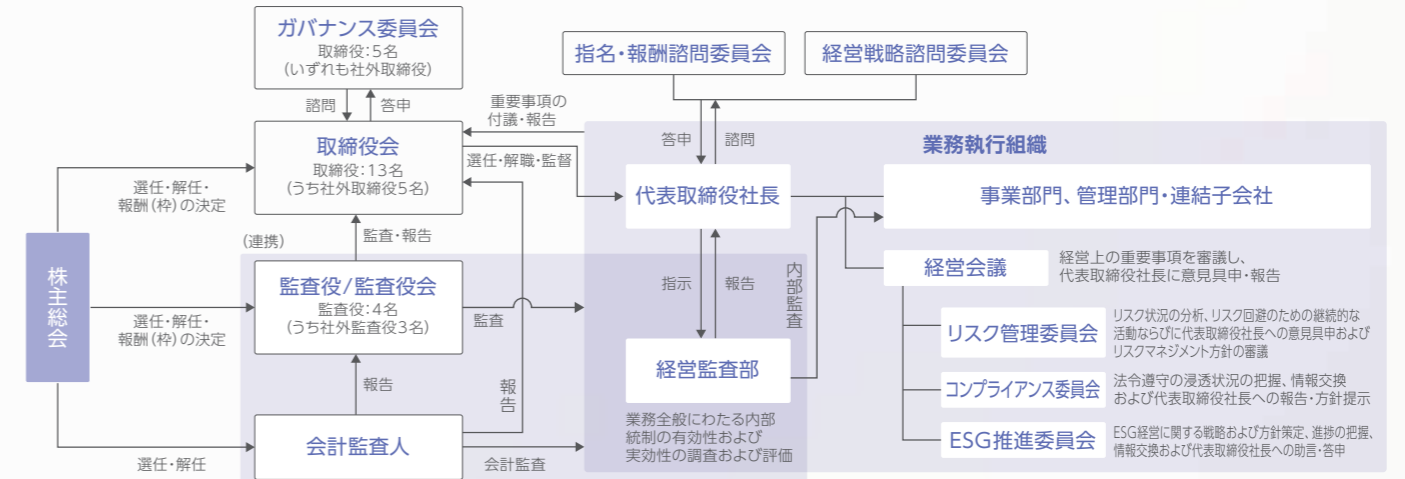 ガバナンス委員会
取締役：5名
（いずれも社外取締役）
諮問
答申
重要事項の
付議・報告
指名・報酬諮問委員会
経営戦略諮問委員会
取締役会
取締役：13名
（うち社外取締役5名）
選任・解職・監督
答申
諮問
業務執行組織
選任・解任・
報酬（枠）の決定
代表取締役社長
事業部門、管理部門・連結子会社
監査・報告
（連携）
株主総会
監査役/監査役会
監査役：4名
（うち社外監査役3名）
選任・解任・
報酬（枠）の決定
監査
指示
報告
内部監査
経営会議
経営上の重要事項を審議し、
代表取締役社長に意見具申・報告
リスク管理委員会
リスク状況の分析、リスク回避のための継続的な
活動ならびに代表取締役社長への意見具申および
リスクマネジメント方針の審議
報告
報告
経営監査部
業務全般にわたる内部
統制の有効性および
実効性の調査および評価
コンプライアンス委員会
法令遵守の浸透状況の把握、情報交換
および代表取締役社長への報告・方針提示
会計監査人
選任・解任
会計監査
ESG推進委員会
ESG経営に関する戦略および方針策定、進捗の把握、
情報交換および代表取締役社長への助言・答申